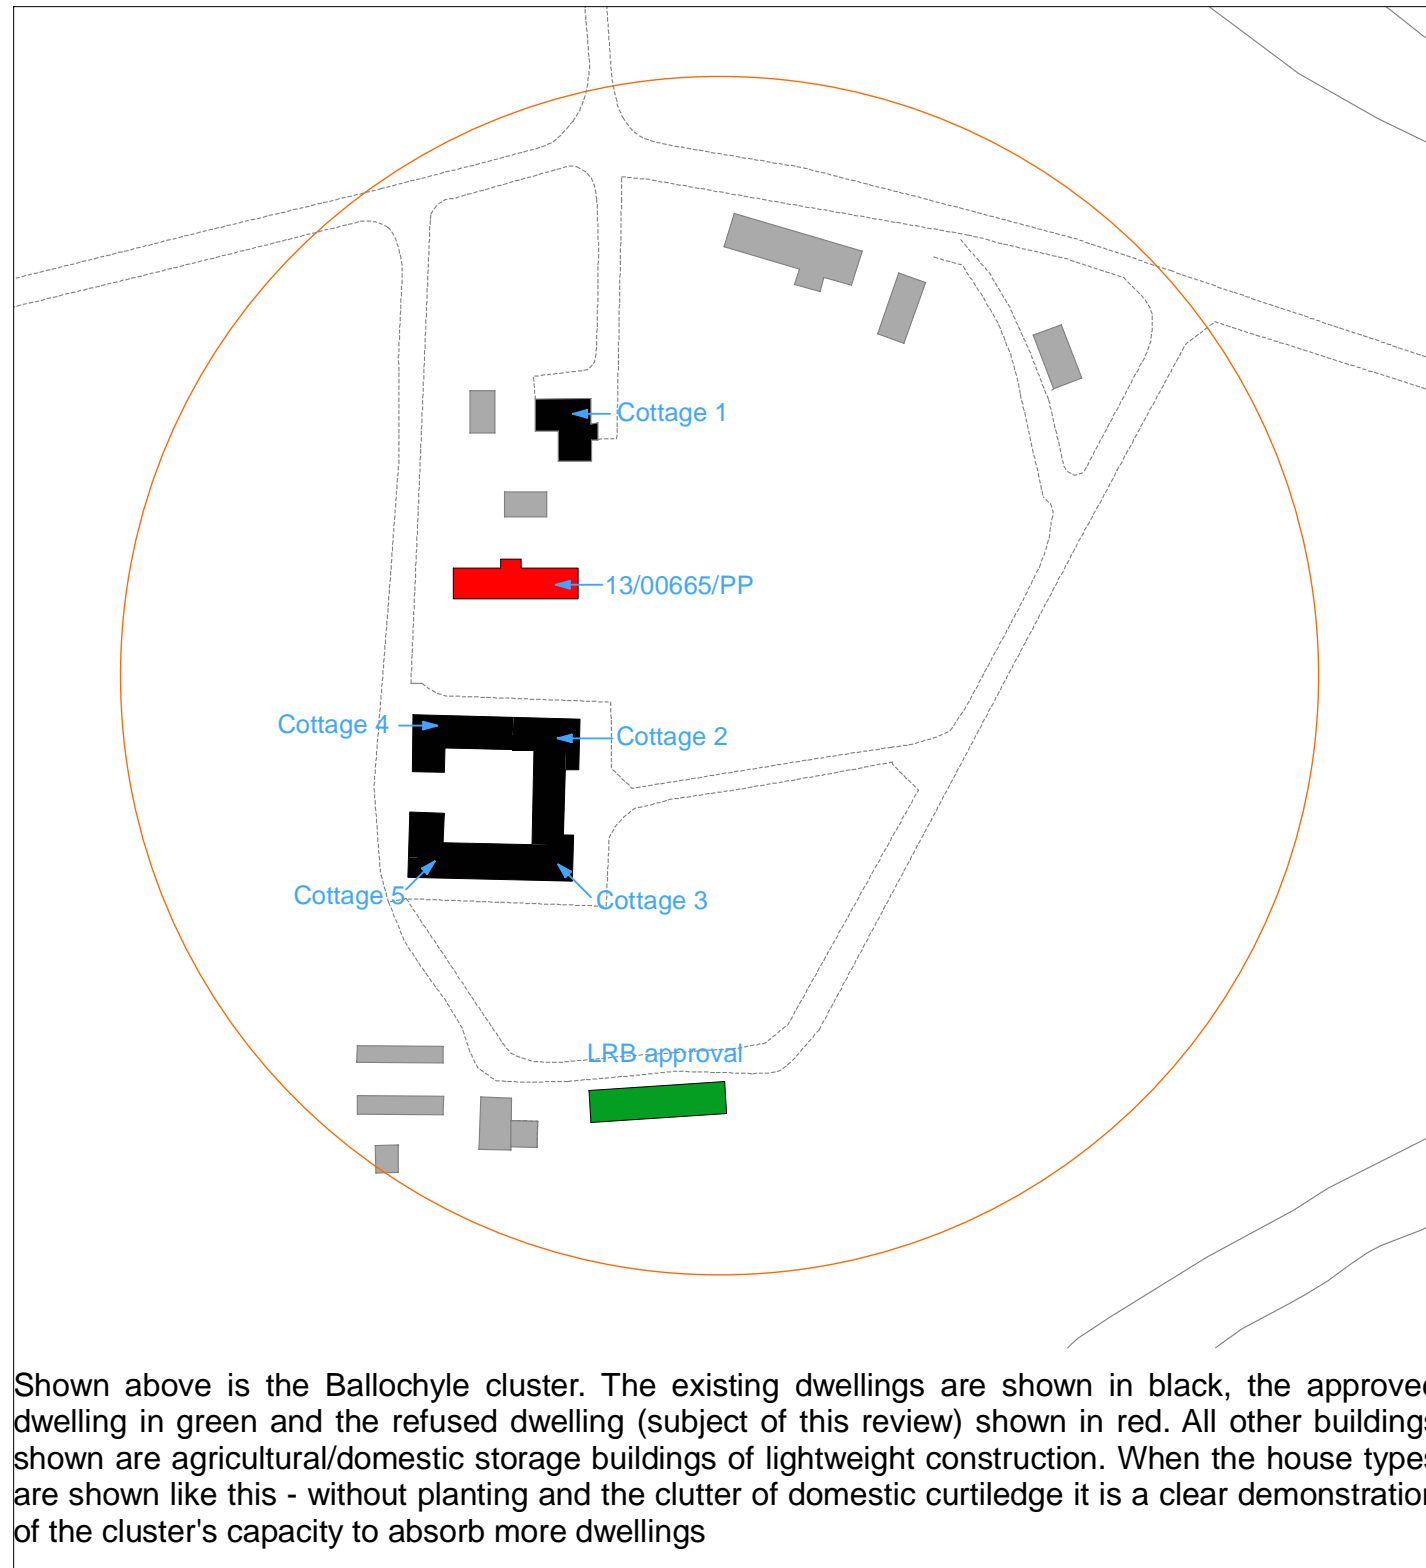 Cottage 1
13/00665/PP
Cottage 4
Cottage 2
Cottage 5
Cottage 3
LRB approval
Shown above is the Ballochyle cluster. The existing dwellings are shown in black, the approved
dwelling in green and the refused dwelling (subject of this review) shown in red. All other buildings
shown are agricultural/domestic storage buildings of lightweight construction. When the house types
are shown like this - without planting and the clutter of domestic curtiledge it is a clear demonstration
of the cluster's capacity to absorb more dwellings